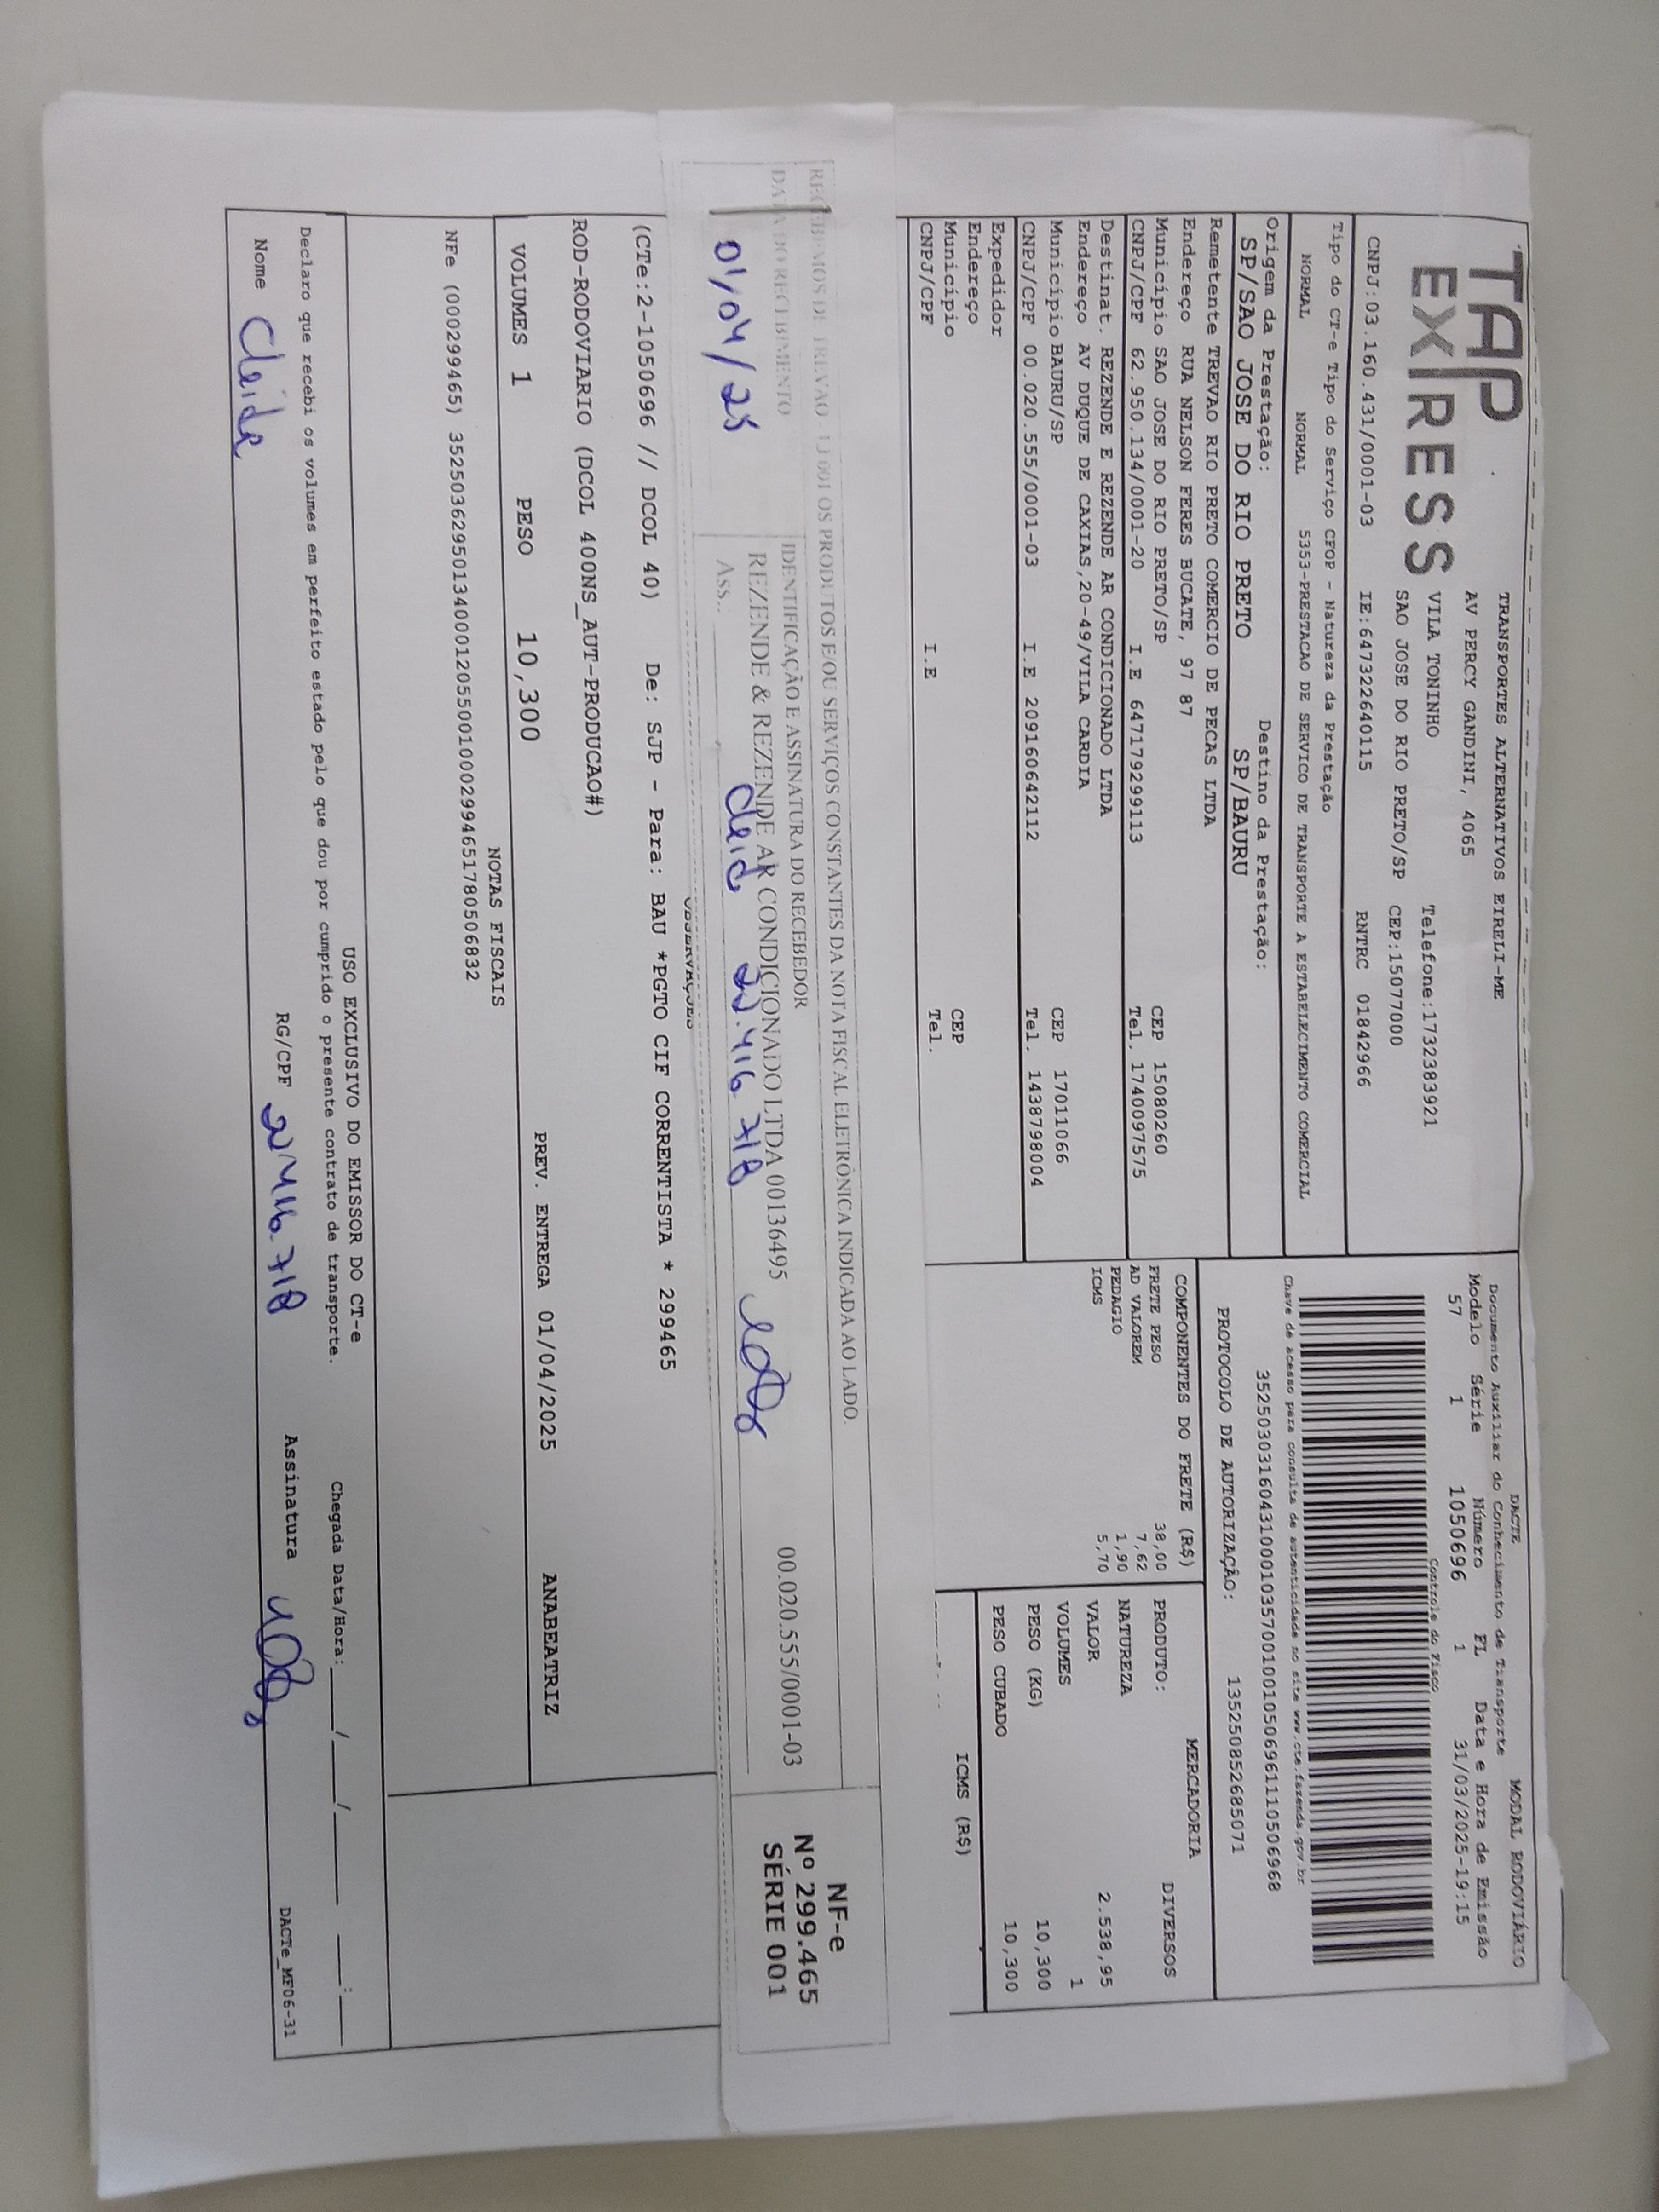 TAP
EXPRESS
TRANSPORTES ALTERNATIVOS EIRELI-ME
AV PERCY GANDINI, 4065
VILA TONINHO Telefone:1732383921
SAO JOSE DO RIO PRETO/SP CEP:15077000
CNPJ:03.160.431/0001-03 IE:647322640115 RNTRC 01842966
Tipo do CT-e Tipo do Serviço CFOP - Natureza da Prestação
NORMAL NORMAL 5353-PRESTACAO DE SERVICO DE TRANSPORTE A ESTABELECIMENTO COMERCIAL
Origem da Prestação: Destino da Prestação:
SP/SAO JOSE DO RIO PRETO SP/BAURU
Remetente TREVAO RIO PRETO COMERCIO DE PECAS LTDA
Endereço RUA NELSON FERES BUCATE, 97 87
Município SAO JOSE DO RIO PRETO/SP CEP 15080260
CNPJ/CPF 62.950.134/0001-20 I.E 647179299113 Tel. 1740097575
Destinat. REZENDE E REZENDE AR CONDICIONADO LTDA
Endereço AV DUQUE DE CAXIAS,20-49/VILA CARDIA
Município BAURU/SP CEP 17011066
CNPJ/CPF 00.020.555/0001-03 I.E 209160642112 Tel. 1438798004
Expedidor
Endereço
Município CEP
CNPJ/CPF I.E Tel.
DACTE MODAL RODOVIÁRIO
Documento Auxiliar do Conhecimento de Transporte
Modelo Série Número FL Data e Hora de Emissão
57 1 1050696 1 31/03/2025-19:15
Controle do Fisco
Chave de acesso para consulta de autenticidade no site www.cte.fazenda.gov.br
35250303160431000103570010010506961110506968
PROTOCOLO DE AUTORIZAÇÃO: 135250852685071
COMPONENTES DO FRETE (R$)
FRETE PESO 38,00
AD VALOREM 7,62
PEDAGIO 1,90
ICMS 5,70
MERCADORIA
PRODUTO: DIVERSOS
NATUREZA
VALOR 2.538,95
VOLUMES 1
PESO (KG) 10,300
PESO CUBADO 10,300
ICMS (R$)
RECEBEMOS DE TREVAO - LJ 001 OS PRODUTOS E/OU SERVIÇOS CONSTANTES DA NOTA FISCAL ELETRÔNICA INDICADA AO LADO.
DATA DO RECEBIMENTO IDENTIFICAÇÃO E ASSINATURA DO RECEBEDOR
REZENDE & REZENDE AR CONDICIONADO LTDA 00136495 00.020.555/0001-03
01/04/25 Ass.: Cleid 22.416.718
NF-e
Nº 299.465
SÉRIE 001
OBSERVAÇÕES
(CTe:2-1050696 // DCOL 40) De: SJP - Para: BAU *PGTO CIF CORRENTISTA * 299465
ROD-RODOVIARIO (DCOL 400NS_AUT-PRODUCAO#)
VOLUMES 1 PESO 10,300 PREV. ENTREGA 01/04/2025 ANABEATRIZ
NOTAS FISCAIS
NFe (000299465) 35250362950134000120550010002994651780506832
USO EXCLUSIVO DO EMISSOR DO CT-e
Declaro que recebi os volumes em perfeito estado pelo que dou por cumprido o presente contrato de transporte. Chegada Data/Hora:____/____/____ ___:___
Nome Cleide RG/CPF 22416.718 Assinatura
DACTe_MF06-31